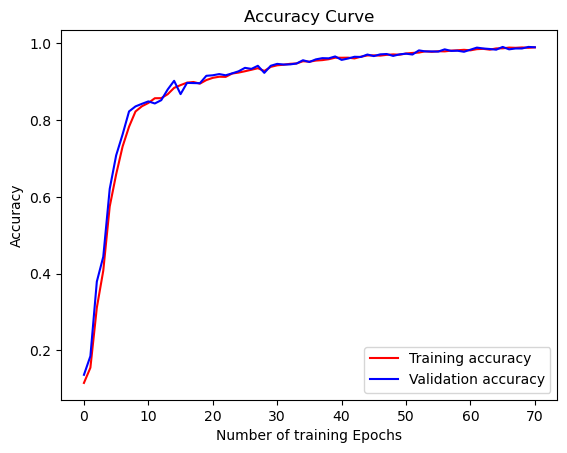 Accuracy Curve
1.0
0.8
0.6
0.4
0.2
Accuracy
Training accuracy
Validation accuracy
0 10 20 30 40 50 60 70
Number of training Epochs